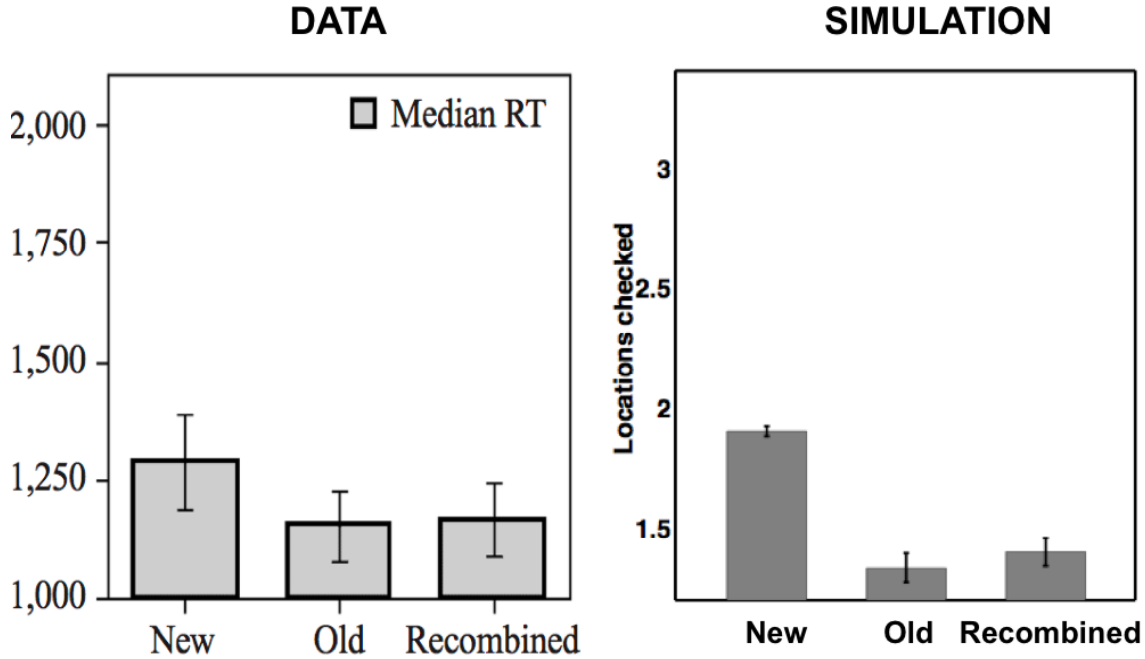 DATA
Median RT
2,000
1,750
1,500
1,250
1,000
New Old Recombined
SIMULATION
Locations checked
3
2.5
2
1.5
New Old Recombined